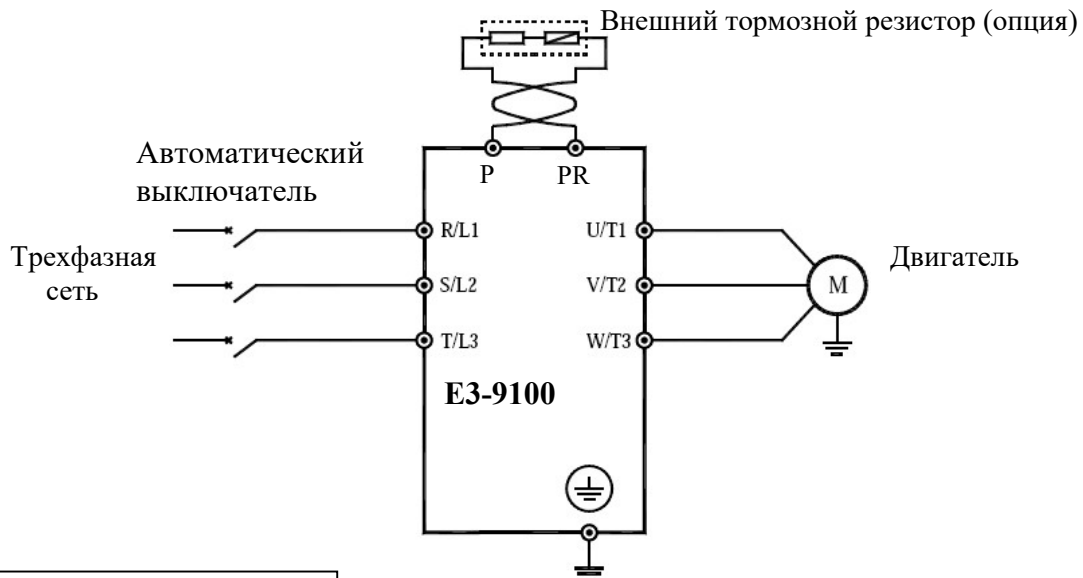 Внешний тормозной резистор (опция)
P PR
Автоматический
выключатель
R/L1 U/T1
Трехфазная
сеть
S/L2 V/T2 M Двигатель
T/L3 W/T3
E3-9100